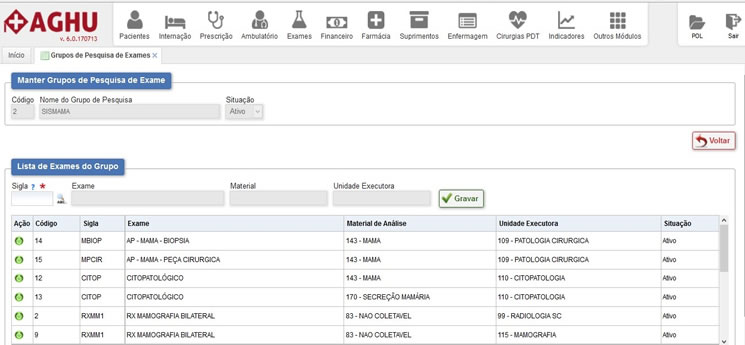 AGHU
v. 6.0.170713
Pacientes Internação Prescrição Ambulatório Exames Financeiro Farmácia Suprimentos Enfermagem Cirurgias PDT Indicadores Outros Módulos POL Sair
Início Grupos de Pesquisa de Exames ×
Manter Grupos de Pesquisa de Exame
Código Nome do Grupo de Pesquisa Situação
2 SISMAMA Ativo
Voltar
Lista de Exames do Grupo
Sigla ? * Exame Material Unidade Executora
Gravar
Ação Código Sigla Exame Material de Análise Unidade Executora Situação
14 MBIOP AP - MAMA - BIOPSIA 143 - MAMA 109 - PATOLOGIA CIRURGICA Ativo
15 MPCIR AP - MAMA - PEÇA CIRURGICA 143 - MAMA 109 - PATOLOGIA CIRURGICA Ativo
12 CITOP CITOPATOLÓGICO 143 - MAMA 110 - CITOPATOLOGIA Ativo
13 CITOP CITOPATOLÓGICO 170 - SECREÇÃO MAMÁRIA 110 - CITOPATOLOGIA Ativo
2 RXMM1 RX MAMOGRAFIA BILATERAL 83 - NAO COLETAVEL 99 - RADIOLOGIA SC Ativo
9 RXMM1 RX MAMOGRAFIA BILATERAL 83 - NAO COLETAVEL 115 - MAMOGRAFIA Ativo